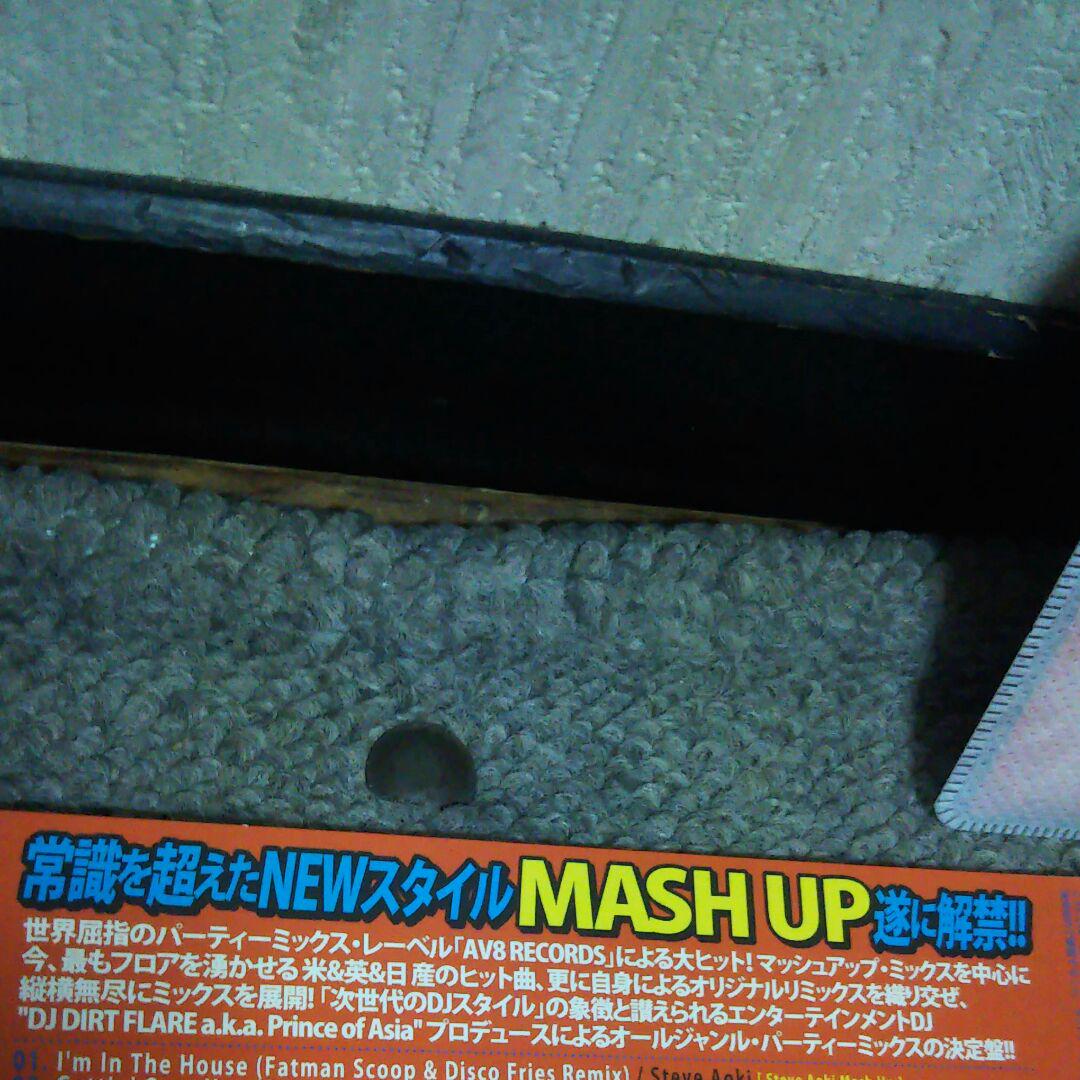 常識を超えたNEWスタイル MASH UP 遂に解禁!!
世界屈指のパーティーミックス・レーベル「AV8 RECORDS」による大ヒット! マッシュアップ・ミックスを中心に
今、最もフロアを湧かせる 米&英&日 産のヒット曲、更に自身によるオリジナルリミックスを織り交ぜ、
縦横無尽にミックスを展開! 「次世代のDJスタイル」の象徴と讃えられるエンターテインメントDJ
"DJ DIRT FLARE a.k.a. Prince of Asia" プロデュースによるオールジャンル・パーティーミックスの決定盤!!
01. I'm In The House (Fatman Scoop & Disco Fries Remix) / Steve Aoki